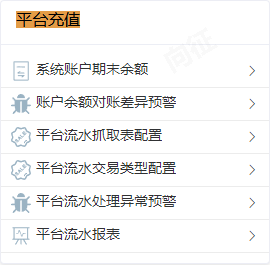 平台充值
向征
系统账户期末余额
账户余额对账差异预警
平台流水抓取表配置
平台流水交易类型配置
平台流水处理异常预警
平台流水报表